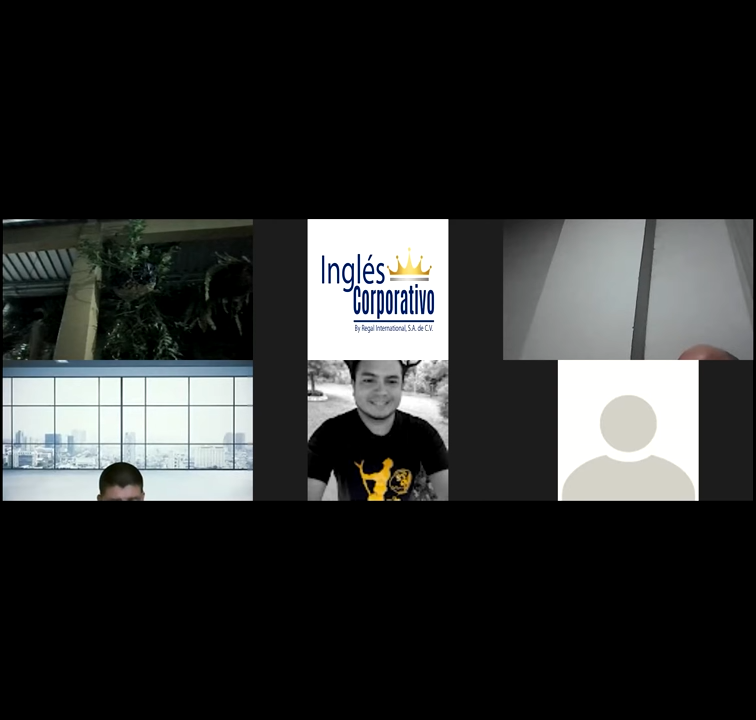 Inglés
Corporativo
By Regal International, S.A. de C.V.